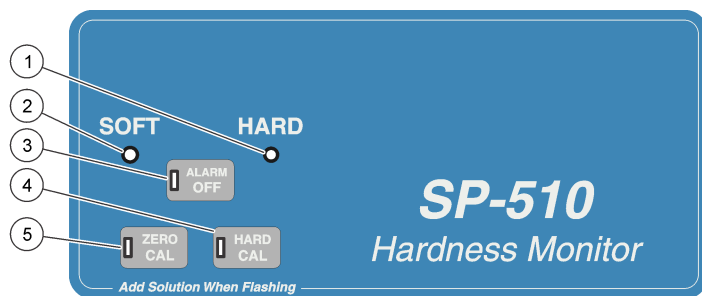 1
2
SOFT HARD
3
ALARM
OFF
4
SP-510
5
ZERO
CAL
HARD
CAL
Hardness Monitor
Add Solution When Flashing